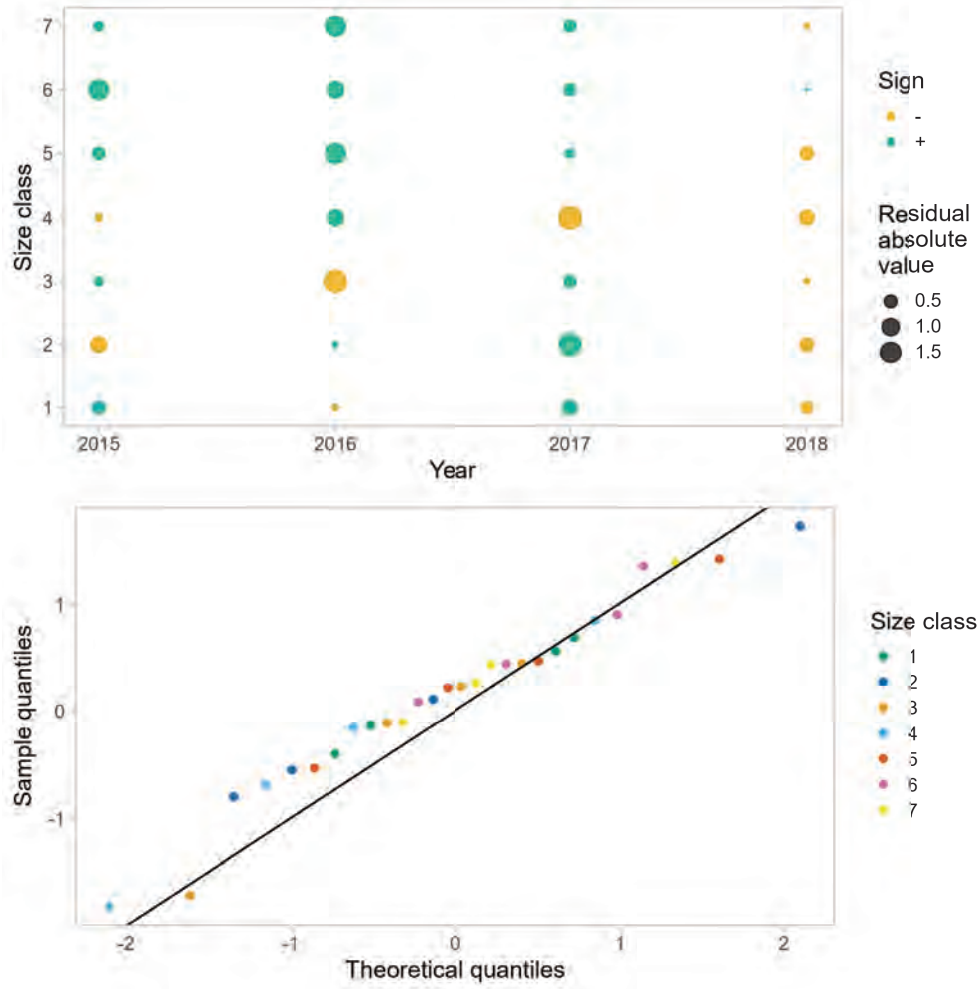 7
6
5
4
3
2
1
Size class
2015 2016 2017 2018
Year
Sign
-
+
Residual
absolute
value
0.5
1.0
1.5
1
0
-1
Sample quantiles
-2 -1 0 1 2
Theoretical quantiles
Size class
1
2
3
4
5
6
7